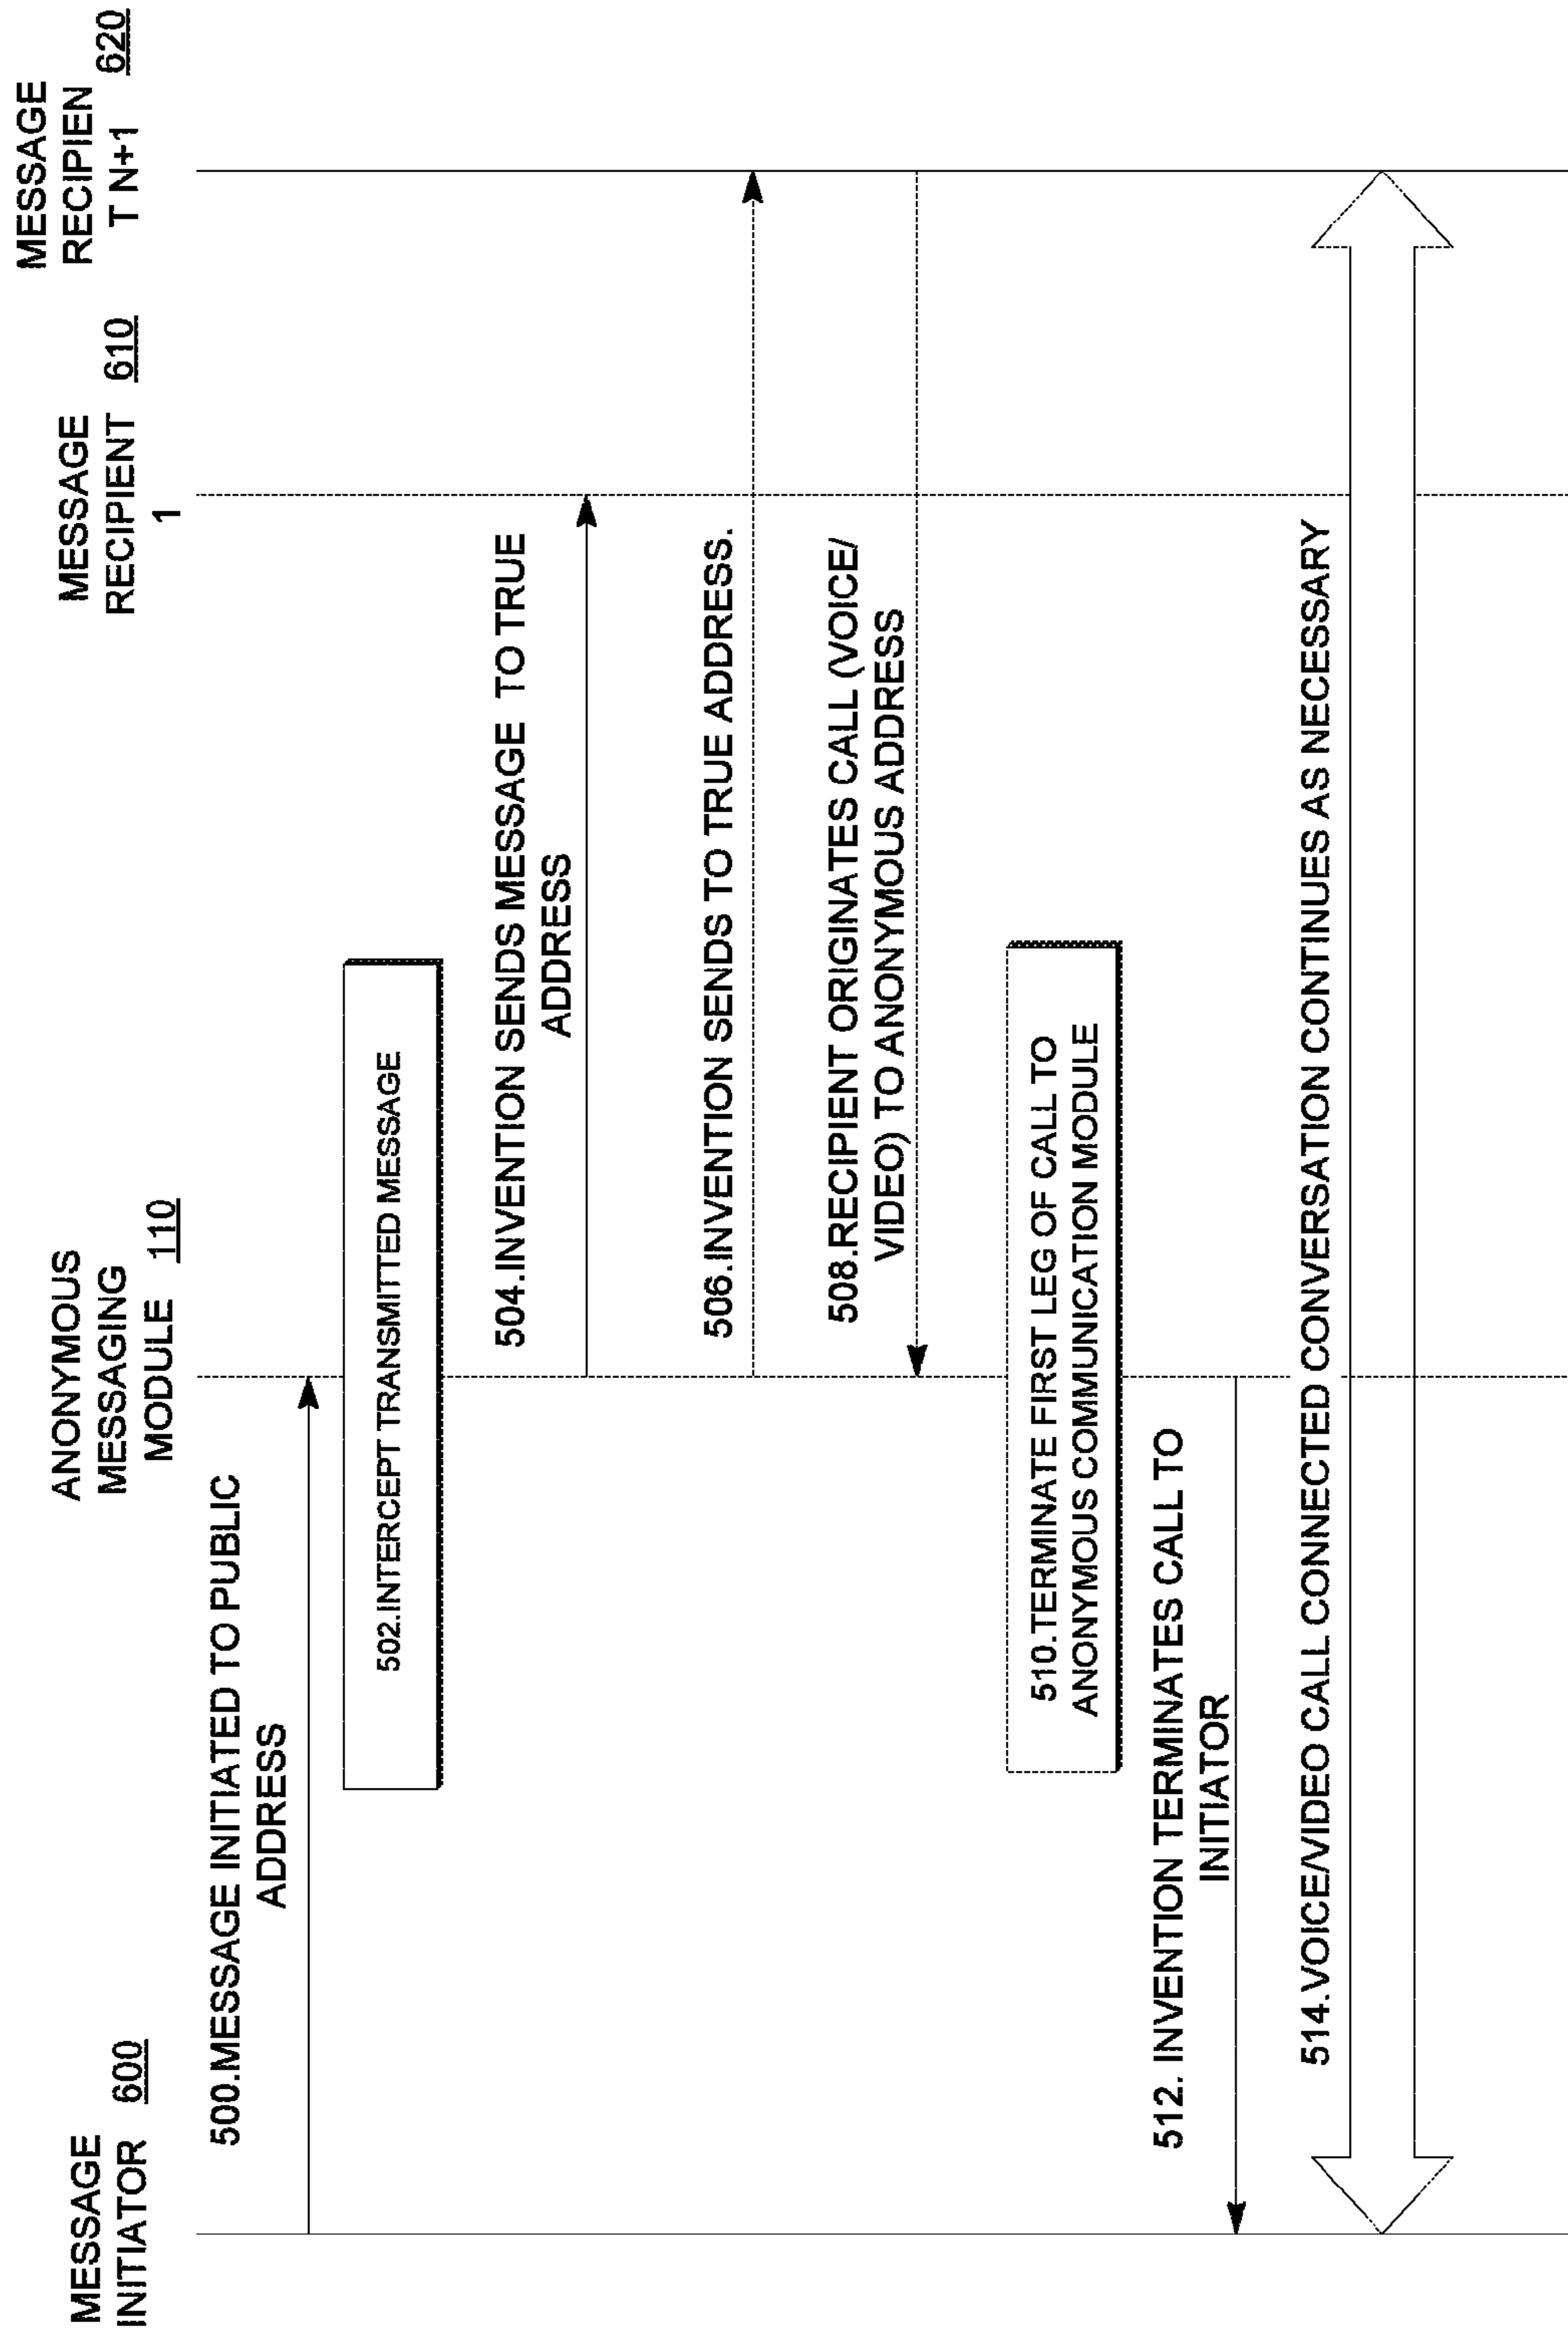 MESSAGE
INITIATOR 600
ANONYMOUS
MESSAGING
MODULE 110
MESSAGE
RECIPIENT 610
1
MESSAGE
RECIPIEN
T N+1 620
500.MESSAGE INITIATED TO PUBLIC
ADDRESS
502.INTERCEPT TRANSMITTED MESSAGE
504.INVENTION SENDS MESSAGE TO TRUE
ADDRESS
506.INVENTION SENDS TO TRUE ADDRESS.
508.RECIPIENT ORIGINATES CALL (VOICE/
VIDEO) TO ANONYMOUS ADDRESS
510.TERMINATE FIRST LEG OF CALL TO
ANONYMOUS COMMUNICATION MODULE
512. INVENTION TERMINATES CALL TO
INITIATOR
514.VOICE/VIDEO CALL CONNECTED CONVERSATION CONTINUES AS NECESSARY